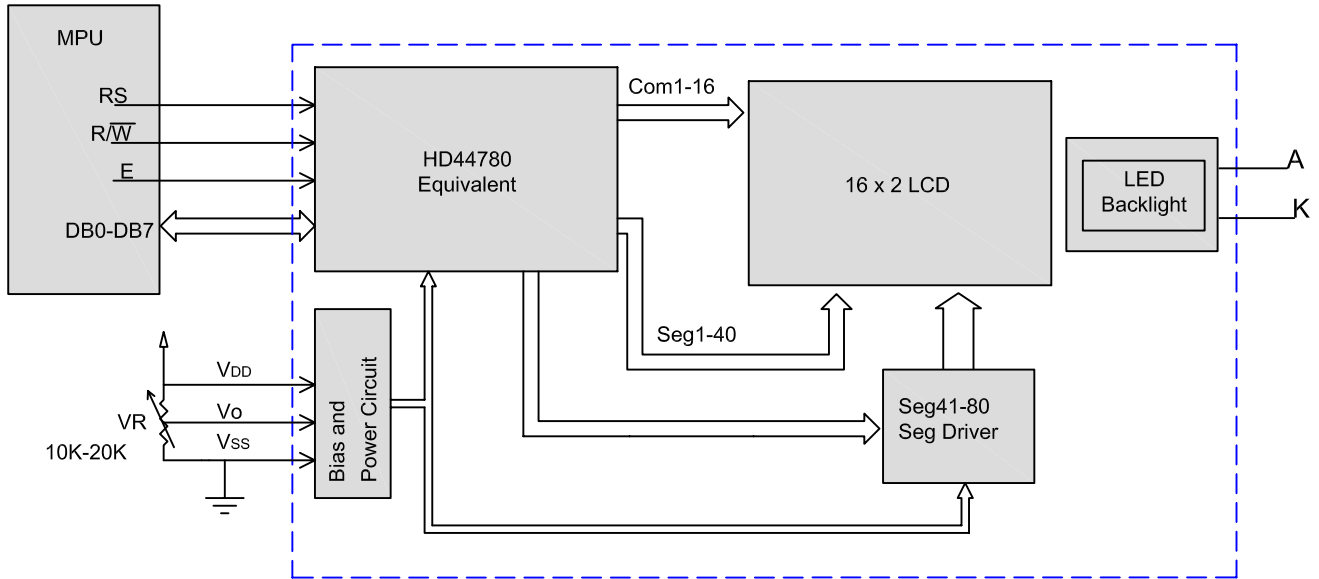 MPU
RS
R/W̅
E
DB0-DB7
HD44780
Equivalent
Com1-16
16 x 2 LCD
LED
Backlight
A
K
Seg1-40
VDD
Vo
VSS
VR
10K-20K
Bias and
Power Circuit
Seg41-80
Seg Driver